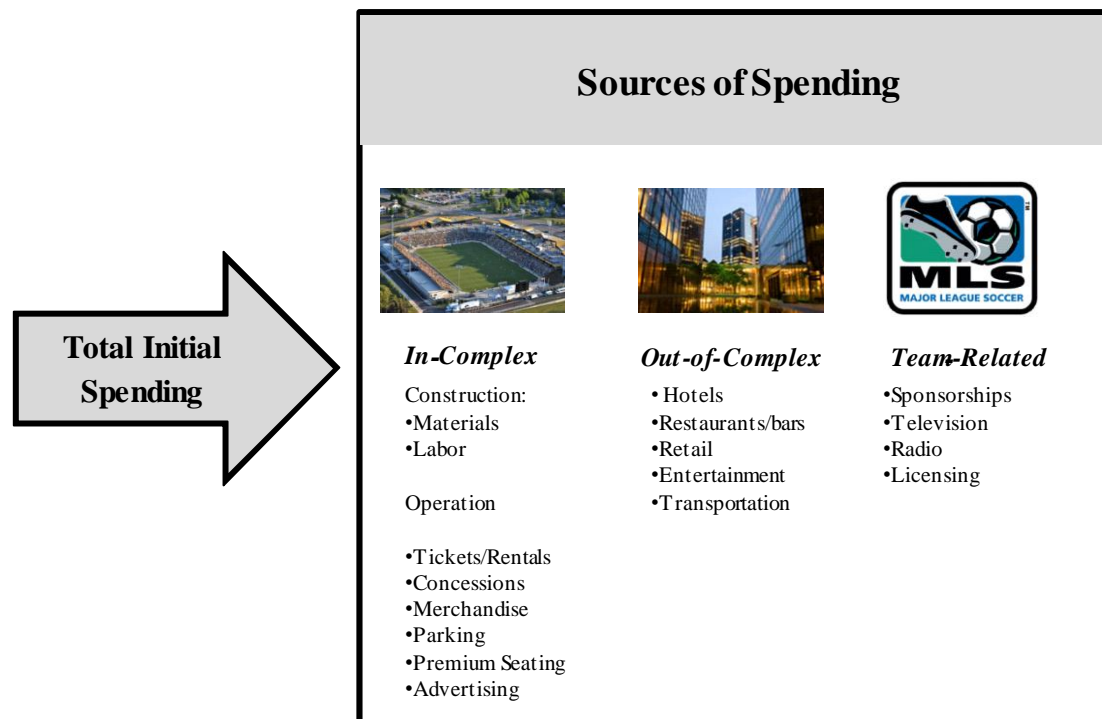 Sources of Spending
Total Initial
Spending
MLS
MAJOR LEAGUE SOCCER
TM
In-Complex
Construction:
•Materials
•Labor
Operation
•Tickets/Rentals
•Concessions
•Merchandise
•Parking
•Premium Seating
•Advertising
Out-of-Complex
• Hotels
•Restaurants/bars
•Retail
•Entertainment
•Transportation
Team-Related
•Sponsorships
•Television
•Radio
•Licensing